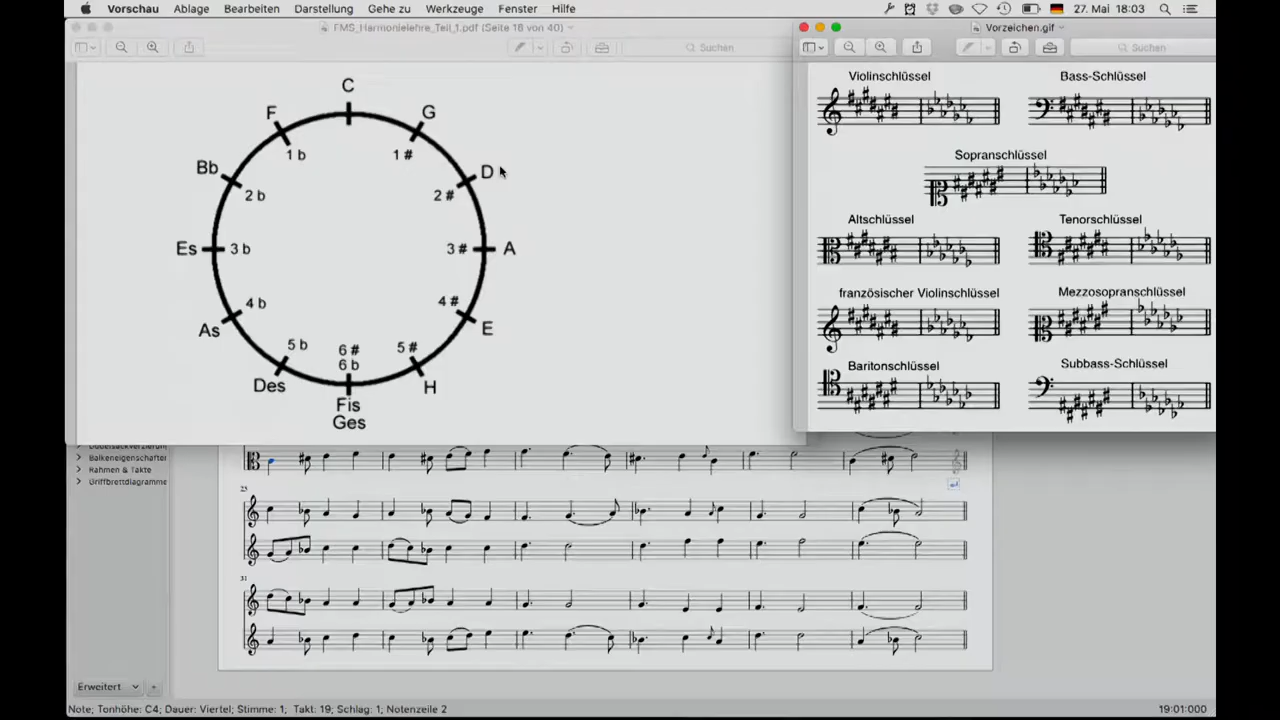 Vorschau Ablage Bearbeiten Darstellung Gehe zu Werkzeuge Fenster Hilfe 27. Mai 18:03
FMS_Harmonielehre_Teil_1.pdf (Seite 16 von 40)
Suchen
Vorzeichen.gif
Suchen
C
F
G
1 b
1 #
Bb
D
2 b
2 #
Es
3 b
3 #
A
4 b
4 #
As
E
5 b
6 #
5 #
6 b
Des
H
Fis
Ges
Violinschlüssel
Bass-Schlüssel
Sopranschlüssel
Altschlüssel
Tenorschlüssel
französischer Violinschlüssel
Mezzosopranschlüssel
Baritonschlüssel
Subbass-Schlüssel
Dudelsackverzierun
Balkeneigenschafter
Rahmen & Takte
Griffbrettdiagramme
25
31
Erweitert +
Note; Tonhöhe: C4; Dauer: Viertel; Stimme: 1; Takt: 19; Schlag: 1; Notenzeile 2
19:01:000